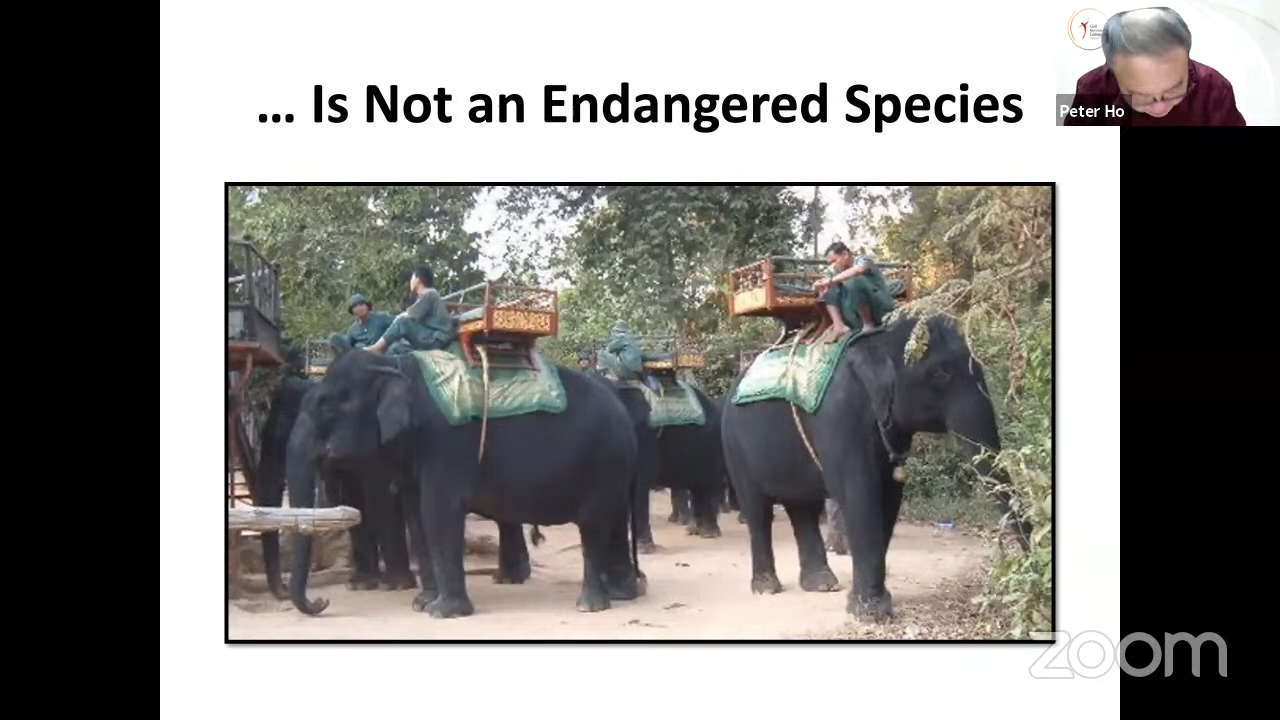 … Is Not an Endangered Species
Peter Ho
zoom